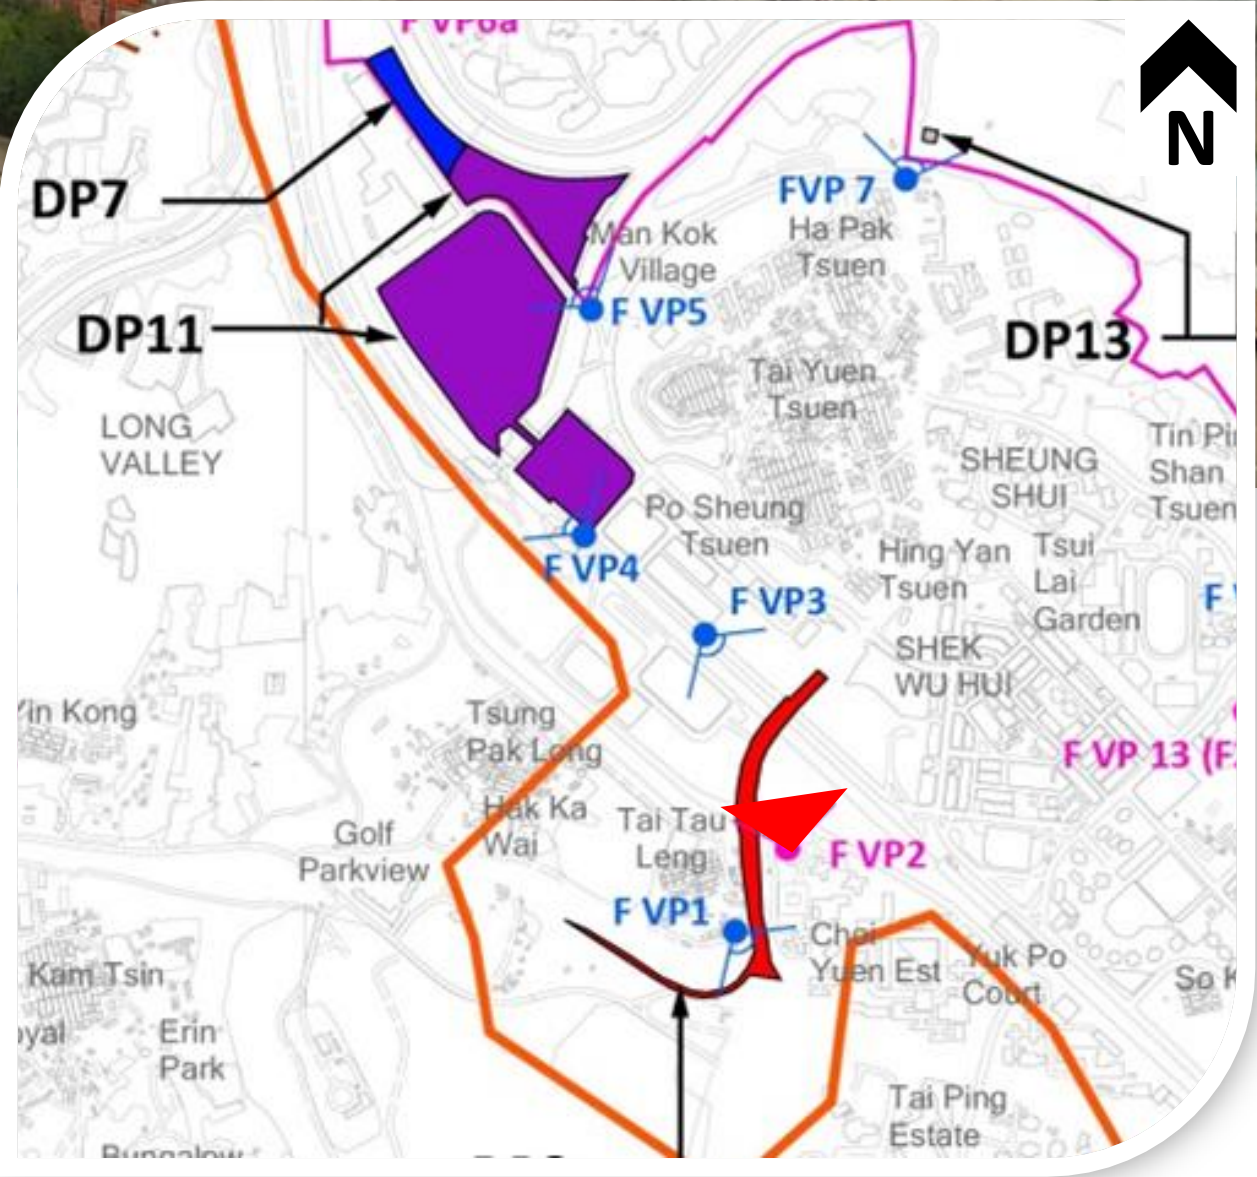 F VP6a
N
DP7
FVP 7
Man Kok
Village
Ha Pak
Tsuen
F VP5
DP11
DP13
Tai Yuen
Tsuen
LONG
VALLEY
SHEUNG
SHUI
Shan
Tsuen
Po Sheung
Tsuen
Hing Yan
Tsuen
Tsui
Lai
Garden
F VP4
F VP3
F
SHEK
WU HUI
Yin Kong
Tsung
Pak Long
F VP 13 (F
Hak Ka
Wai
Golf
Parkview
Tai Tau
Leng
F VP2
F VP1
Choi
Yuen Est
Yuk Po
Court
Kam Tsin
So K
Erin
Park
Tai Ping
Estate
Bungalow